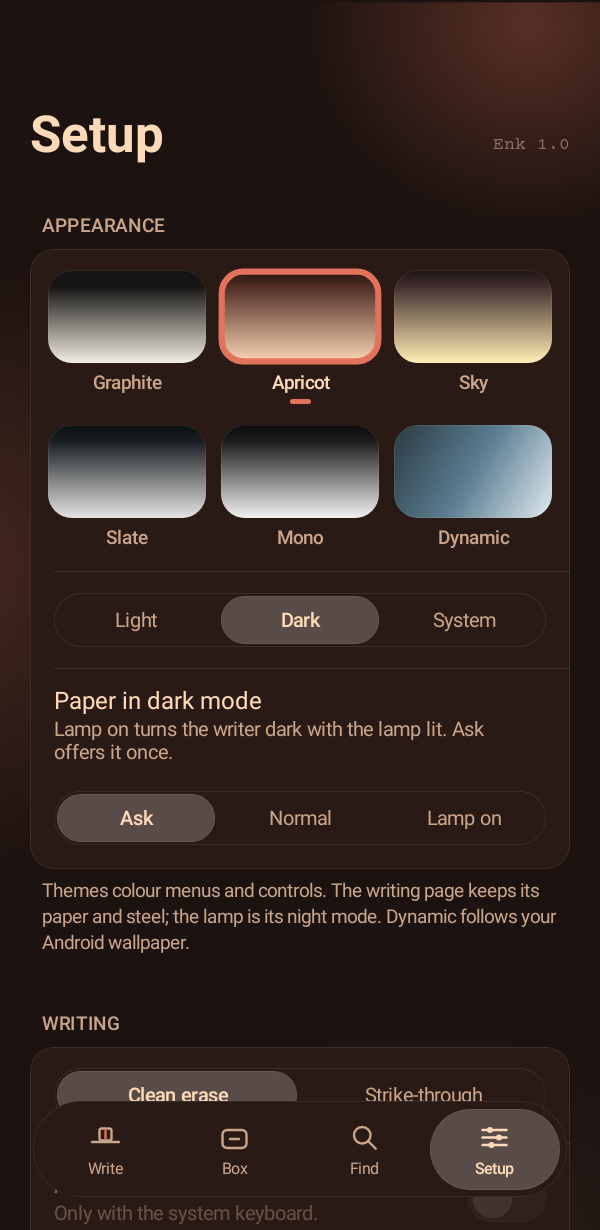 Setup
Enk 1.0
APPEARANCE
Graphite
Apricot
Sky
Slate
Mono
Dynamic
Light
Dark
System
Paper in dark mode
Lamp on turns the writer dark with the lamp lit. Ask
offers it once.
Ask
Normal
Lamp on
Themes colour menus and controls. The writing page keeps its
paper and steel; the lamp is its night mode. Dynamic follows your
Android wallpaper.
WRITING
Clean erase
Strike-through
Write
Box
Find
Setup
Only with the system keyboard.